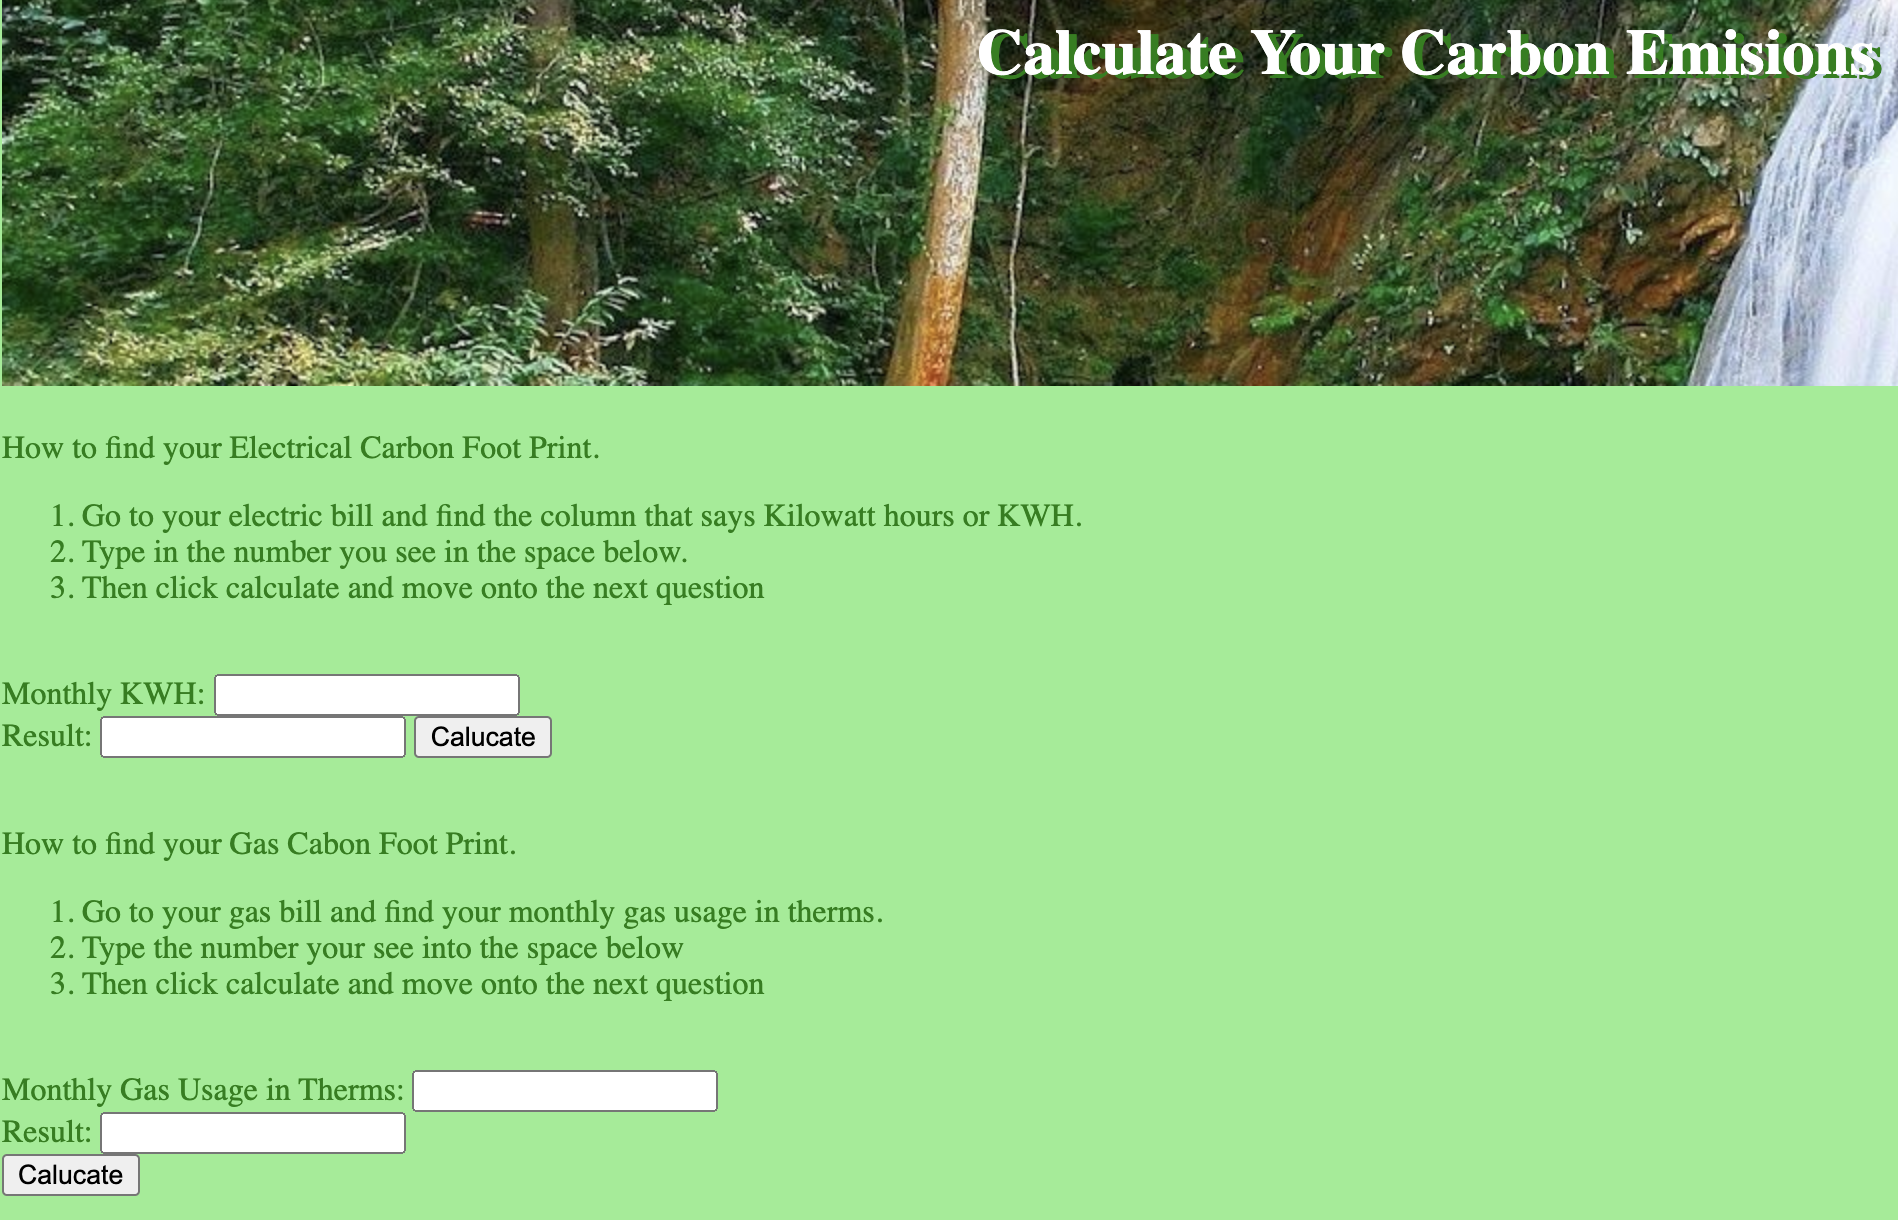 Calculate Your Carbon Emisions
How to find your Electrical Carbon Foot Print.
1. Go to your electric bill and find the column that says Kilowatt hours or KWH.
2. Type in the number you see in the space below.
3. Then click calculate and move onto the next question
Monthly KWH:
Result: Calucate
How to find your Gas Cabon Foot Print.
1. Go to your gas bill and find your monthly gas usage in therms.
2. Type the number your see into the space below
3. Then click calculate and move onto the next question
Monthly Gas Usage in Therms:
Result:
Calucate